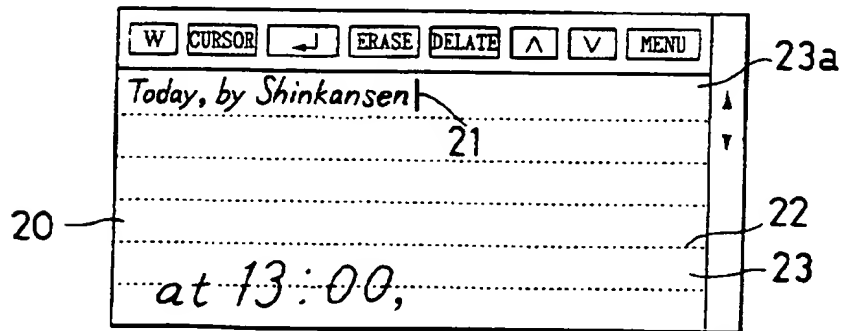 W CURSOR ↵ ERASE DELATE ∧ ∨ MENU
23a
Today, by Shinkansen
21
20
22
23
at 13:00,